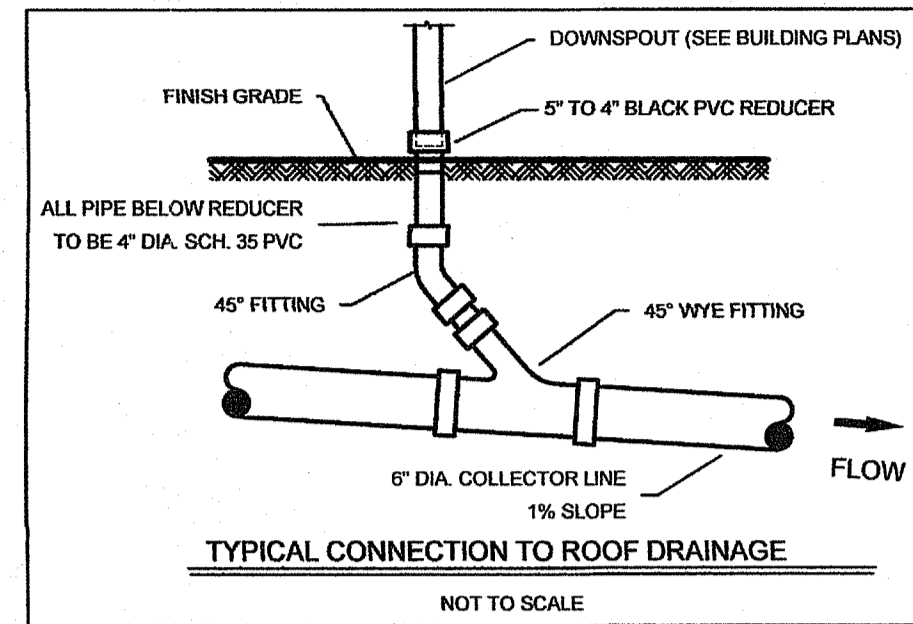 DOWNSPOUT (SEE BUILDING PLANS)
FINISH GRADE
5" TO 4" BLACK PVC REDUCER
ALL PIPE BELOW REDUCER
TO BE 4" DIA. SCH. 35 PVC
45° FITTING
45° WYE FITTING
6" DIA. COLLECTOR LINE
1% SLOPE
FLOW
TYPICAL CONNECTION TO ROOF DRAINAGE
NOT TO SCALE